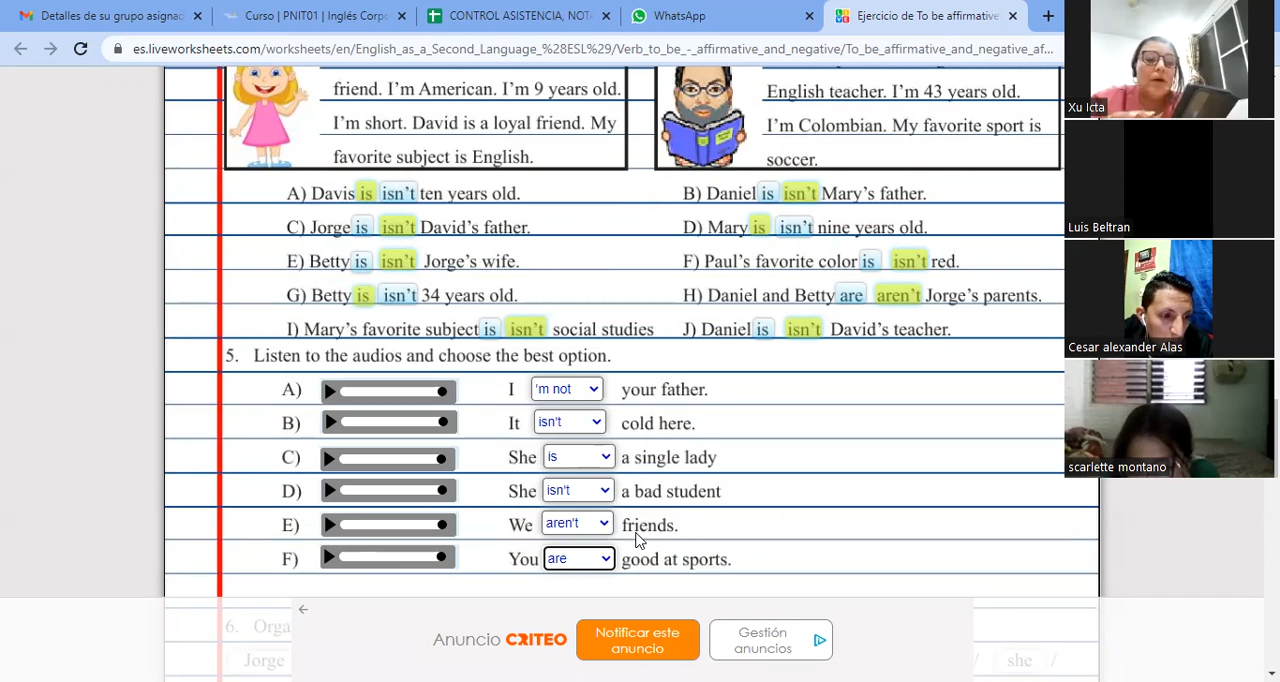 Detalles de su grupo asignac
Curso | PNIT01 | Inglés Corpo
CONTROL ASISTENCIA, NOTA
WhatsApp
Ejercicio de To be affirmative
es.liveworksheets.com/worksheets/en/English_as_a_Second_Language_%28ESL%29/Verb_to_be_-_affirmative_and_negative/To_be_affirmative_and_negative_af...
friend. I'm American. I'm 9 years old.
I'm honest. David is a loyal friend. My
favorite subject is English.
English teacher. I'm 43 years old.
I'm Colombian. My favorite sport is
soccer.
A) Davis is isn't ten years old.
B) Daniel is isn't Mary's father.
C) Jorge is isn't David's father.
D) Mary is isn't nine years old.
E) Betty is isn't Jorge's wife.
F) Paul's favorite color is isn't red.
G) Betty is isn't 34 years old.
H) Daniel and Betty are aren't Jorge's parents.
I) Mary's favorite subject is isn't social studies
J) Daniel is isn't David's teacher.
5. Listen to the audios and choose the best option.
A) I 'm not your father.
B) It isn't cold here.
C) She is a single lady
D) She isn't a bad student
E) We aren't friends.
F) You are good at sports.
6. Orga
Jorge
/ she /
Anuncio CRITEO
Notificar este
anuncio
Gestión
anuncios
Xu Icta
Luis Beltran
Cesar alexander Alas
scarlette montano